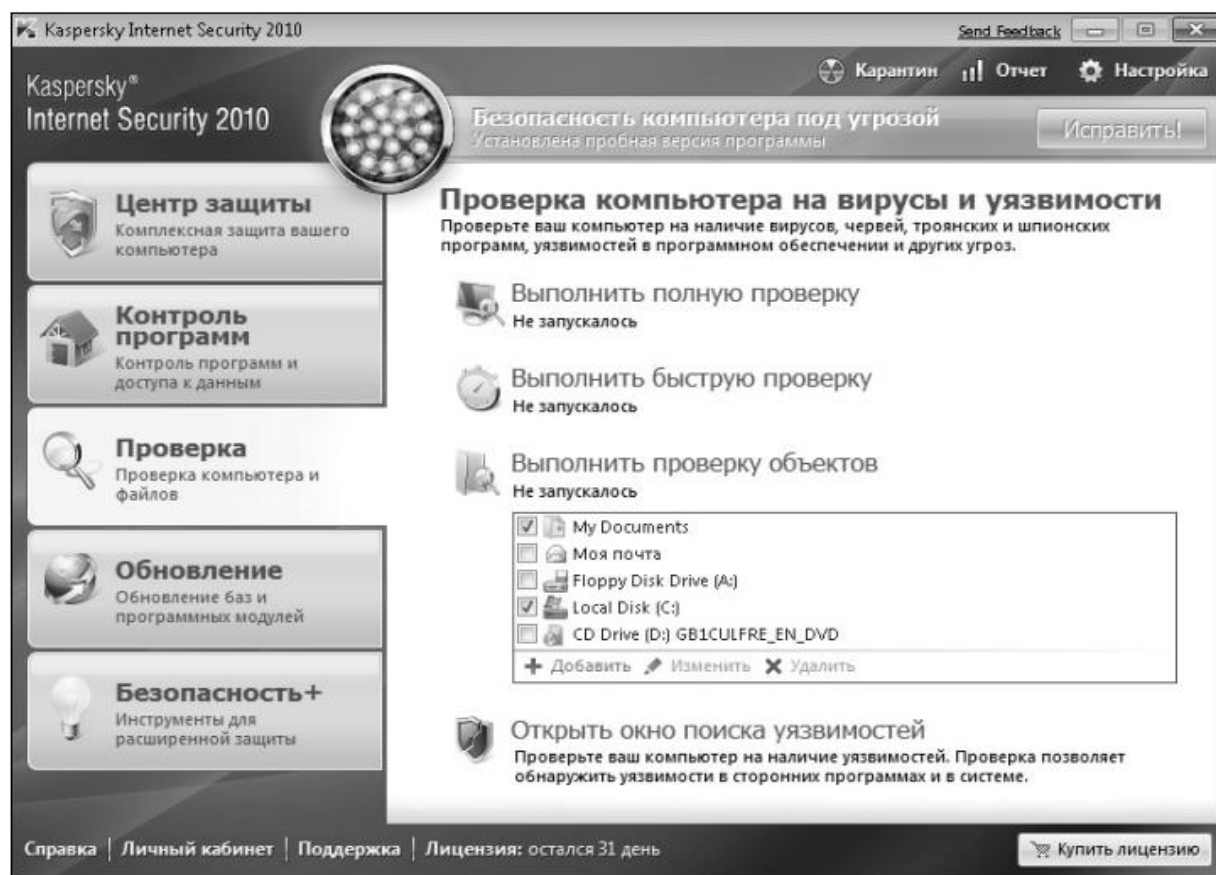 Kaspersky Internet Security 2010
Send Feedback
Kaspersky®
Internet Security 2010
Карантин
Отчет
Настройка
Безопасность компьютера под угрозой
Установлена пробная версия программы
Исправить!
Центр защиты
Комплексная защита вашего
компьютера
Контроль
программ
Контроль программ и
доступа к данным
Проверка
Проверка компьютера и
файлов
Обновление
Обновление баз и
программных модулей
Безопасность+
Инструменты для
расширенной защиты
Проверка компьютера на вирусы и уязвимости
Проверьте ваш компьютер на наличие вирусов, червей, троянских и шпионских
программ, уязвимостей в программном обеспечении и других угроз.
Выполнить полную проверку
Не запускалось
Выполнить быструю проверку
Не запускалось
Выполнить проверку объектов
Не запускалось
My Documents
Моя почта
Floppy Disk Drive (A:)
Local Disk (C:)
CD Drive (D:) GB1CULFRE_EN_DVD
Добавить Изменить Удалить
Открыть окно поиска уязвимостей
Проверьте ваш компьютер на наличие уязвимостей. Проверка позволяет
обнаружить уязвимости в сторонних программах и в системе.
Справка | Личный кабинет | Поддержка | Лицензия: остался 31 день
Купить лицензию